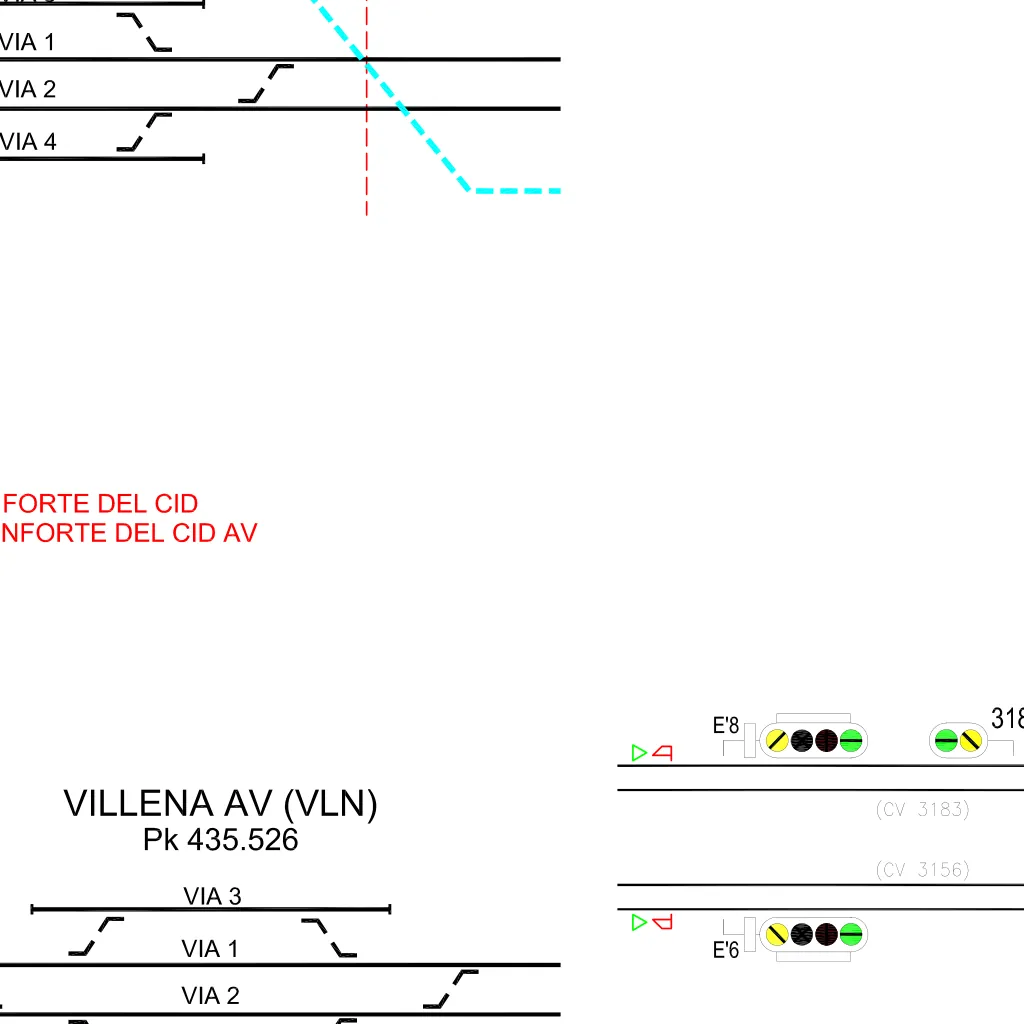 VIA 1
VIA 2
VIA 4
FORTE DEL CID
NFORTE DEL CID AV
E'8
318
(CV 3183)
VILLENA AV (VLN)
Pk 435.526
(CV 3156)
VIA 3
E'6
VIA 1
VIA 2